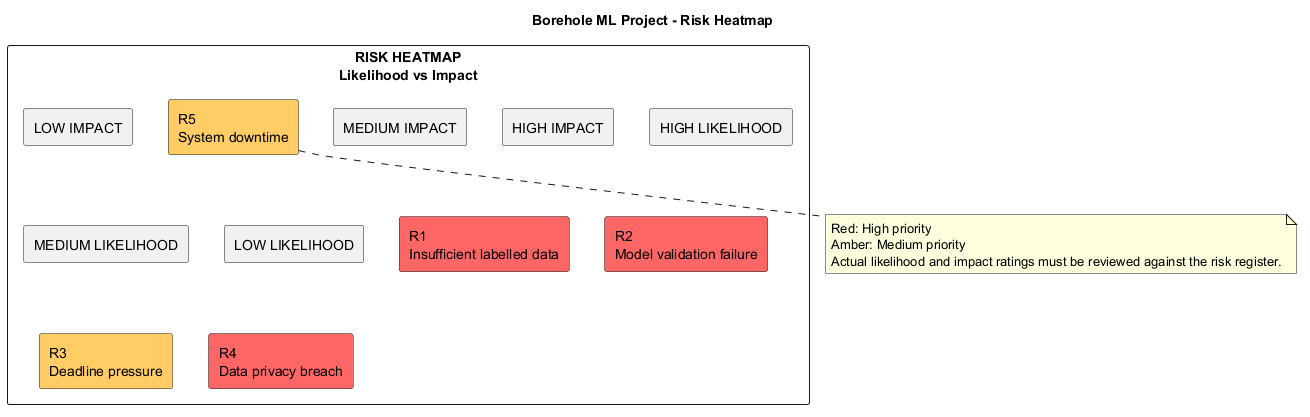 Borehole ML Project - Risk Heatmap
RISK HEATMAP
Likelihood vs Impact
LOW IMPACT
R5
System downtime
MEDIUM IMPACT
HIGH IMPACT
HIGH LIKELIHOOD
MEDIUM LIKELIHOOD
LOW LIKELIHOOD
R1
Insufficient labelled data
R2
Model validation failure
Red: High priority
Amber: Medium priority
Actual likelihood and impact ratings must be reviewed against the risk register.
R3
Deadline pressure
R4
Data privacy breach